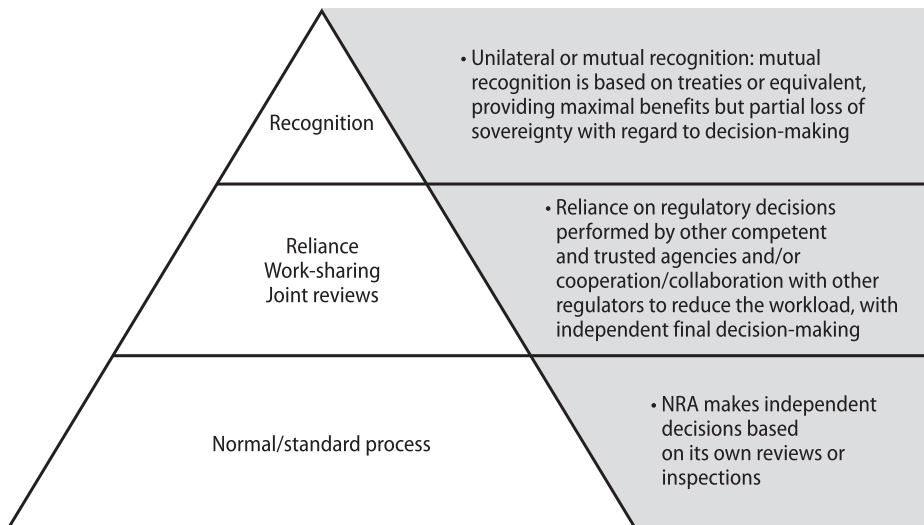 Recognition
• Unilateral or mutual recognition: mutual
recognition is based on treaties or equivalent,
providing maximal benefits but partial loss of
sovereignty with regard to decision-making
Reliance
Work-sharing
Joint reviews
• Reliance on regulatory decisions
performed by other competent
and trusted agencies and/or
cooperation/collaboration with other
regulators to reduce the workload, with
independent final decision-making
Normal/standard process
• NRA makes independent
decisions based
on its own reviews or
inspections